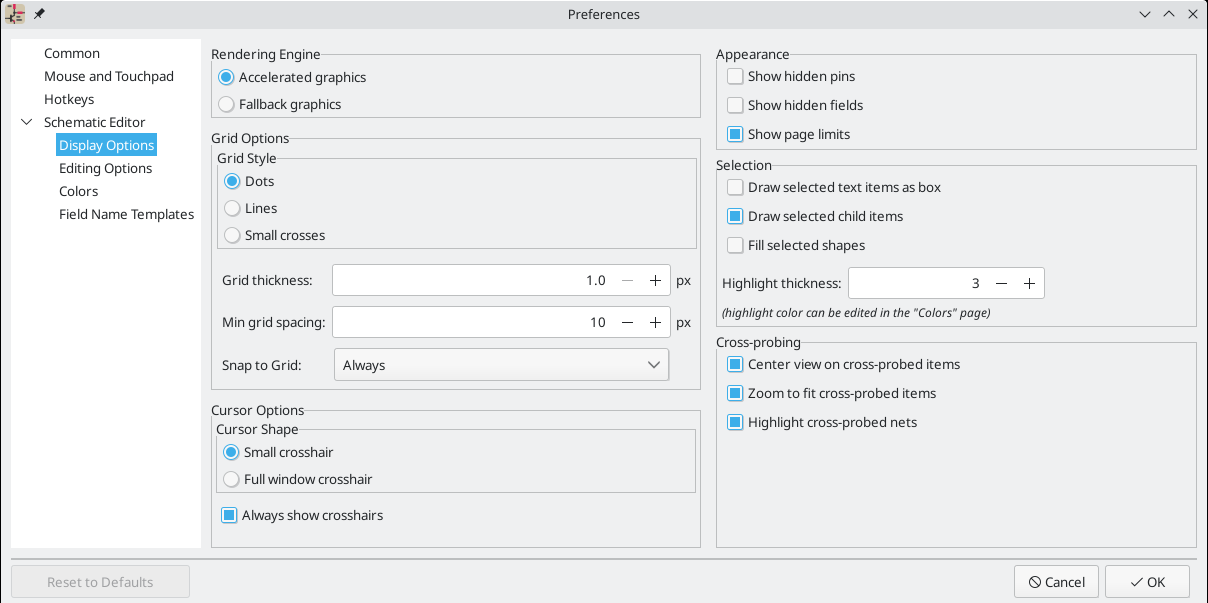 Preferences
Common
Mouse and Touchpad
Hotkeys
Schematic Editor
Display Options
Editing Options
Colors
Field Name Templates
Rendering Engine
Accelerated graphics
Fallback graphics
Grid Options
Grid Style
Dots
Lines
Small crosses
Grid thickness: 1.0 px
Min grid spacing: 10 px
Snap to Grid: Always
Cursor Options
Cursor Shape
Small crosshair
Full window crosshair
Always show crosshairs
Appearance
Show hidden pins
Show hidden fields
Show page limits
Selection
Draw selected text items as box
Draw selected child items
Fill selected shapes
Highlight thickness: 3
(highlight color can be edited in the "Colors" page)
Cross-probing
Center view on cross-probed items
Zoom to fit cross-probed items
Highlight cross-probed nets
Reset to Defaults
Cancel
OK